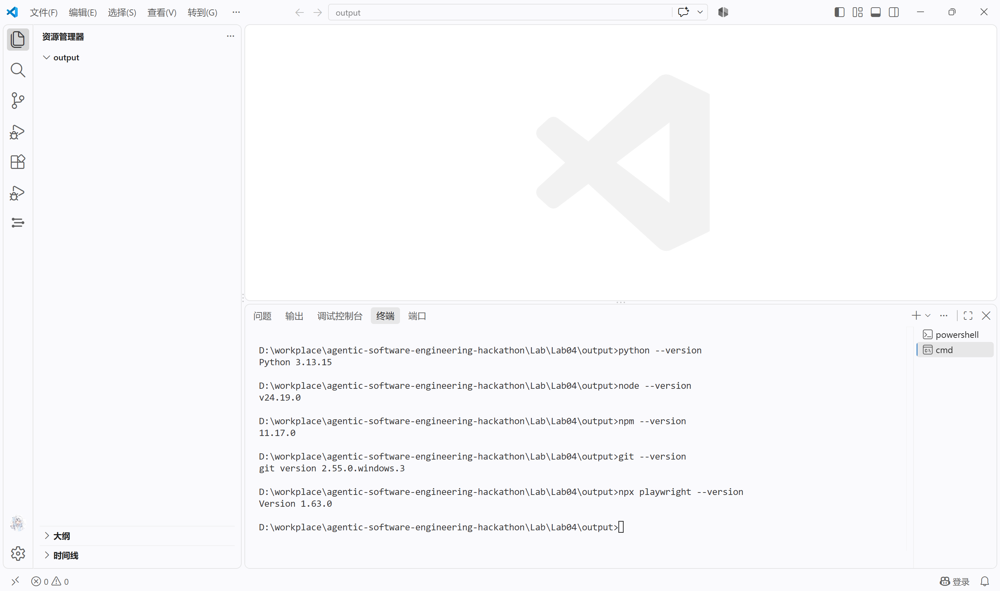 文件(F) 编辑(E) 选择(S) 查看(V) 转到(G) ···
output
资源管理器
output
大纲
时间线
问题 输出 调试控制台 终端 端口
powershell
cmd
D:\workplace\agentic-software-engineering-hackathon\Lab\Lab04\output>python --version
Python 3.13.15
D:\workplace\agentic-software-engineering-hackathon\Lab\Lab04\output>node --version
v24.19.0
D:\workplace\agentic-software-engineering-hackathon\Lab\Lab04\output>npm --version
11.17.0
D:\workplace\agentic-software-engineering-hackathon\Lab\Lab04\output>git --version
git version 2.55.0.windows.3
D:\workplace\agentic-software-engineering-hackathon\Lab\Lab04\output>npx playwright --version
Version 1.63.0
D:\workplace\agentic-software-engineering-hackathon\Lab\Lab04\output>
0 0
登录